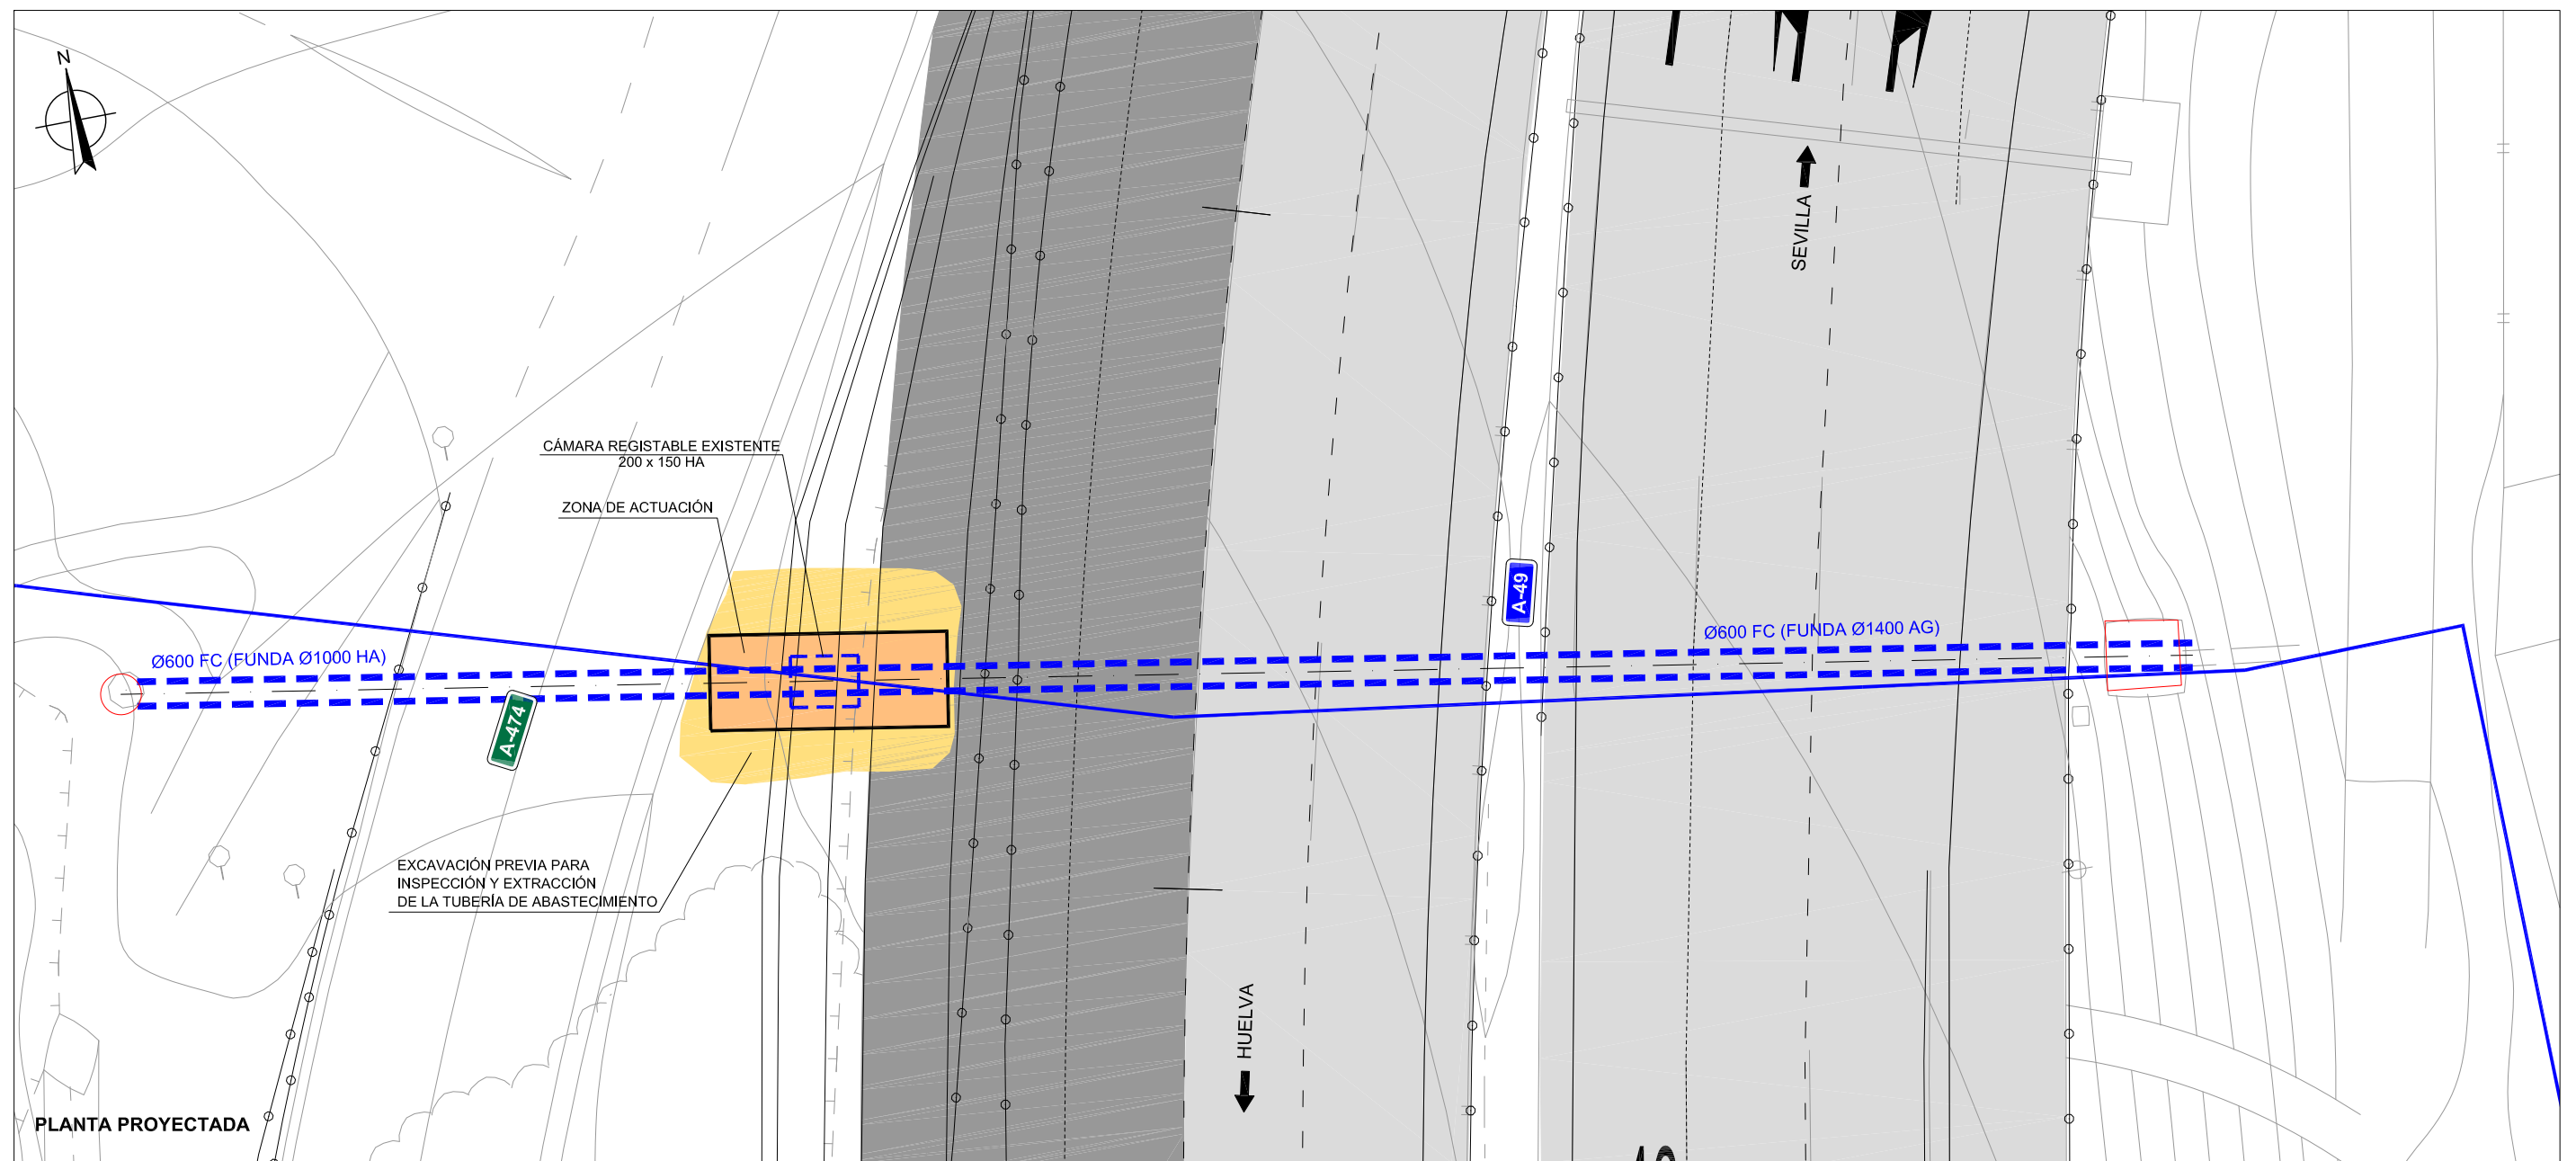 N
SEVILLA
CÁMARA REGISTABLE EXISTENTE
200 x 150 HA
ZONA DE ACTUACIÓN
A-49
Ø600 FC (FUNDA Ø1400 AG)
Ø600 FC (FUNDA Ø1000 HA)
A-474
EXCAVACIÓN PREVIA PARA
INSPECCIÓN Y EXTRACCIÓN
DE LA TUBERÍA DE ABASTECIMIENTO
HUELVA
PLANTA PROYECTADA